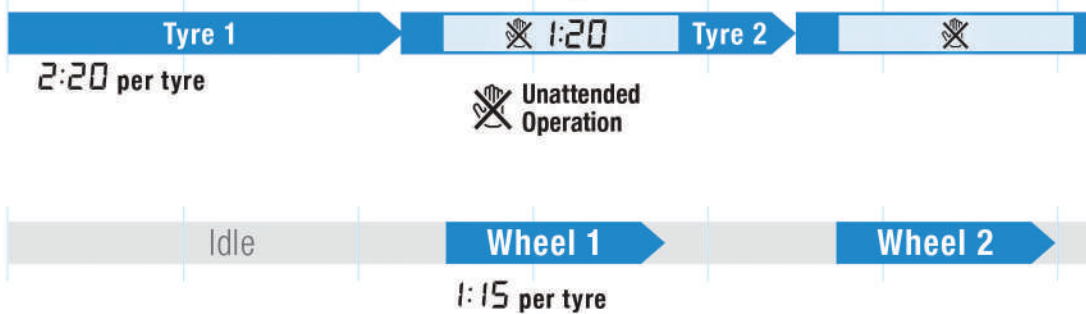 Tyre 1 1:20 Tyre 2
2:20 per tyre
Unattended
Operation
Idle Wheel 1 Wheel 2
1:15 per tyre